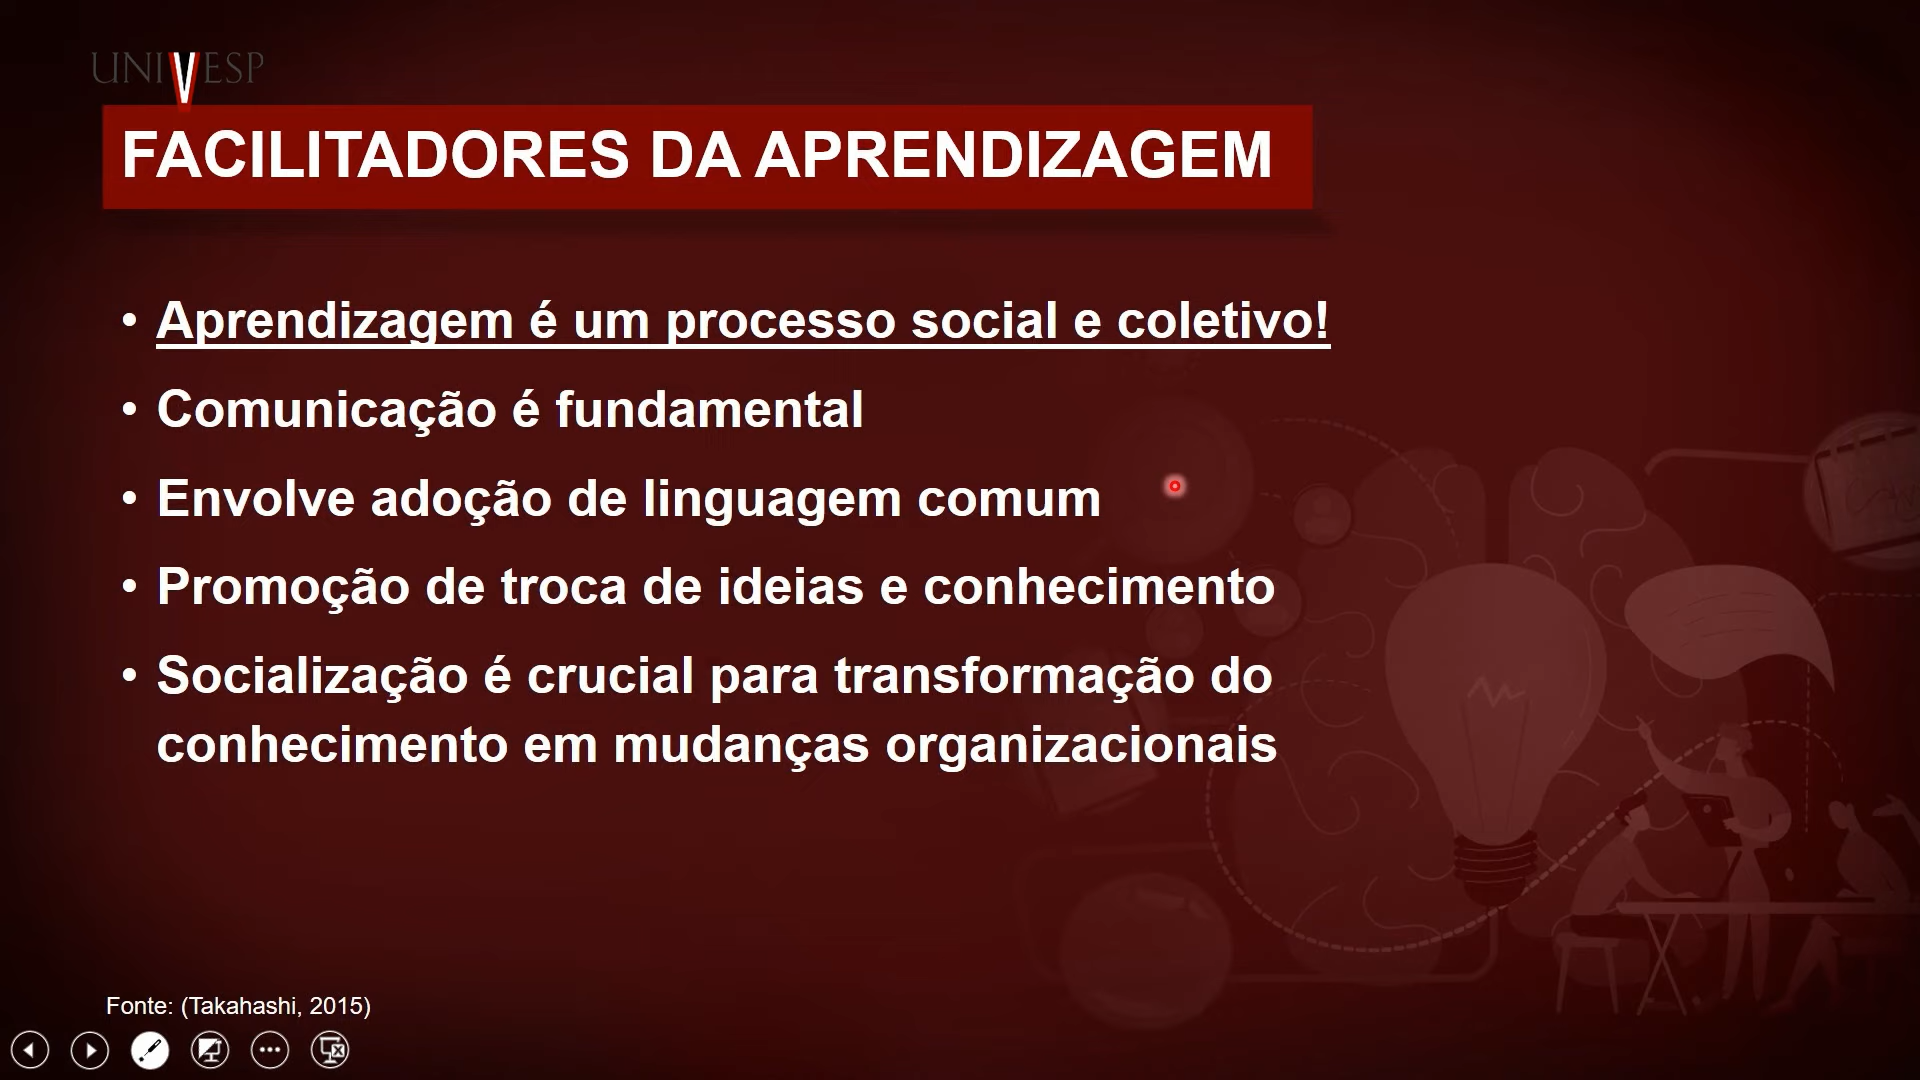 UNIVESP
FACILITADORES DA APRENDIZAGEM
• Aprendizagem é um processo social e coletivo!
• Comunicação é fundamental
• Envolve adoção de linguagem comum
• Promoção de troca de ideias e conhecimento
• Socialização é crucial para transformação do
conhecimento em mudanças organizacionais
Fonte: (Takahashi, 2015)